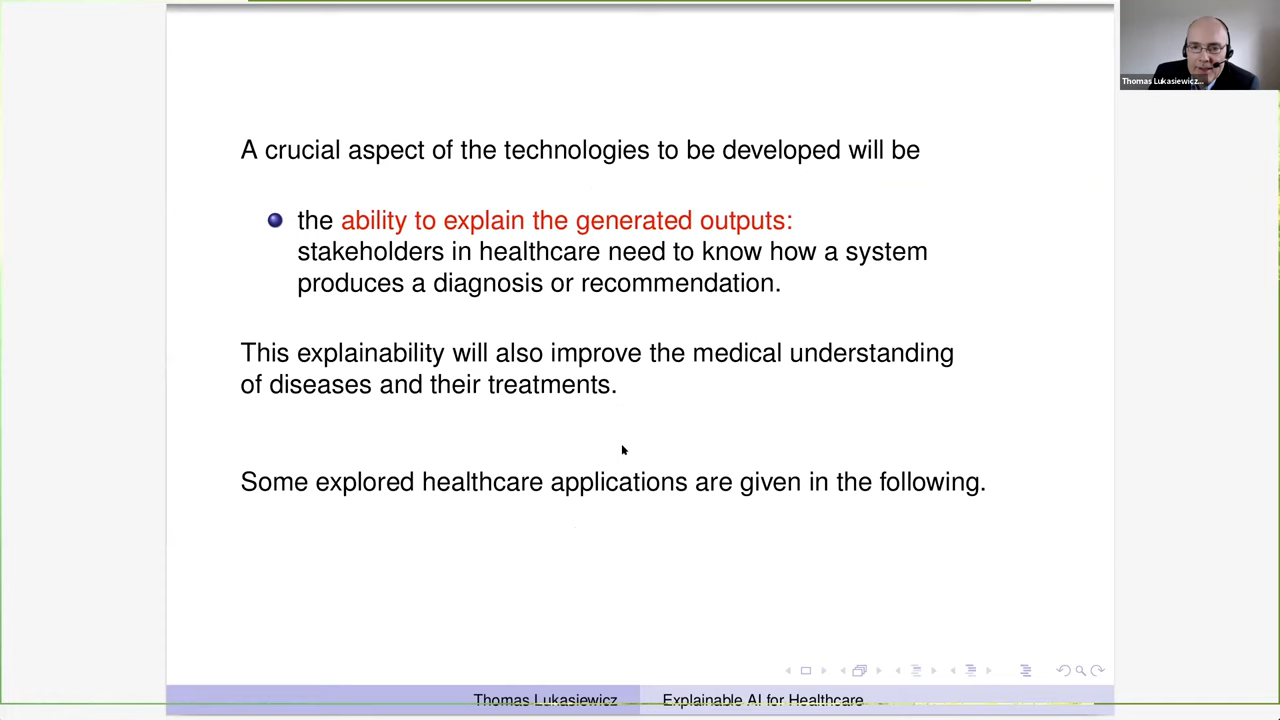 Thomas Lukasiewicz...
A crucial aspect of the technologies to be developed will be
the ability to explain the generated outputs:
stakeholders in healthcare need to know how a system
produces a diagnosis or recommendation.
This explainability will also improve the medical understanding
of diseases and their treatments.
Some explored healthcare applications are given in the following.
Thomas Lukasiewicz
Explainable AI for Healthcare